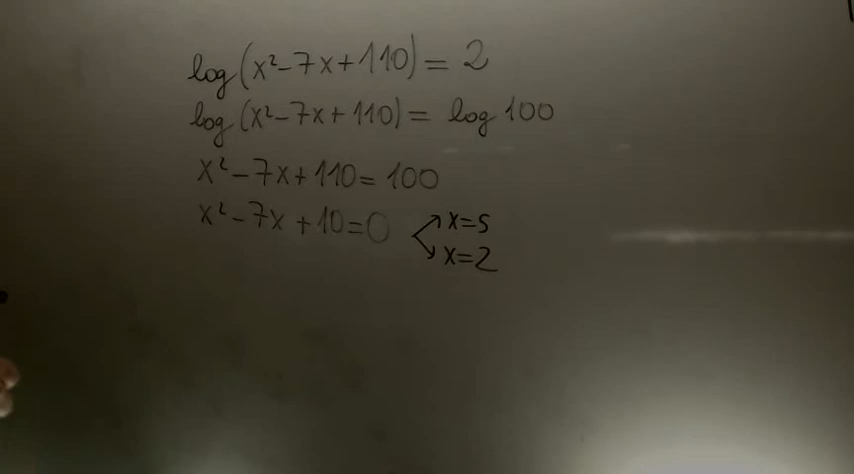 log(x²-7x+110)=2
log(x²-7x+110)=log 100
x²-7x+110=100
x²-7x+10=0
x=5
x=2